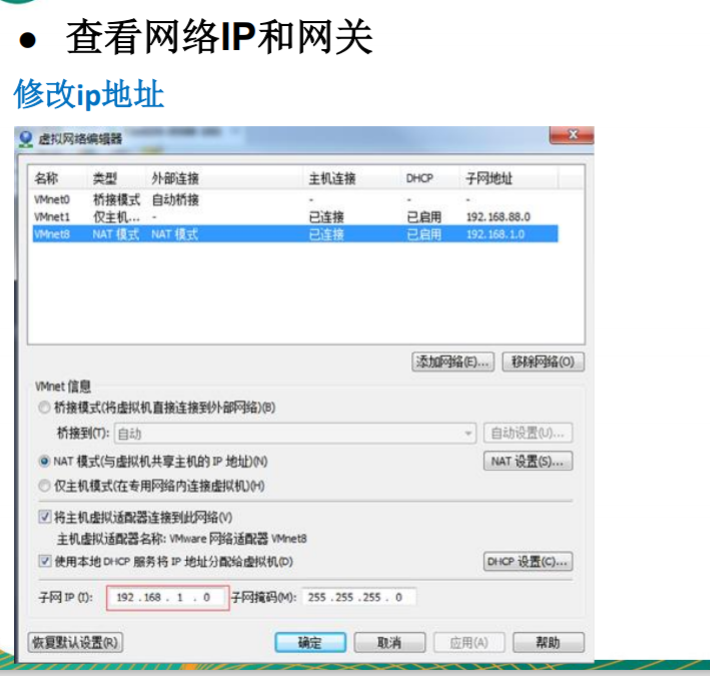 ● 查看网络IP和网关
修改ip地址
虚拟网络编辑器
名称 类型 外部连接 主机连接 DHCP 子网地址
VMnet0 桥接模式 自动桥接 - - -
VMnet1 仅主机... - 已连接 已启用 192.168.88.0
VMnet8 NAT 模式 NAT 模式 已连接 已启用 192.168.1.0
添加网络(E)... 移除网络(O)
VMnet 信息
桥接模式(将虚拟机直接连接到外部网络)(B)
桥接到(T): 自动 自动设置(U)...
NAT 模式(与虚拟机共享主机的 IP 地址)(N) NAT 设置(S)...
仅主机模式(在专用网络内连接虚拟机)(H)
将主机虚拟适配器连接到此网络(V)
主机虚拟适配器名称: VMware 网络适配器 VMnet8
使用本地 DHCP 服务将 IP 地址分配给虚拟机(D) DHCP 设置(C)...
子网 IP (I): 192 . 168 . 1 . 0 子网掩码(M): 255 . 255 . 255 . 0
恢复默认设置(R) 确定 取消 应用(A) 帮助